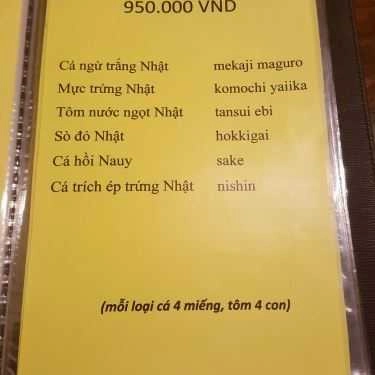 950.000 VND
Cá ngừ trắng Nhật mekaji maguro
Mực trứng Nhật komochi yaiika
Tôm nước ngọt Nhật tansui ebi
Sò đỏ Nhật hokkigai
Cá hồi Nauy sake
Cá trích ép trứng Nhật nishin
(mỗi loại cá 4 miếng, tôm 4 con)